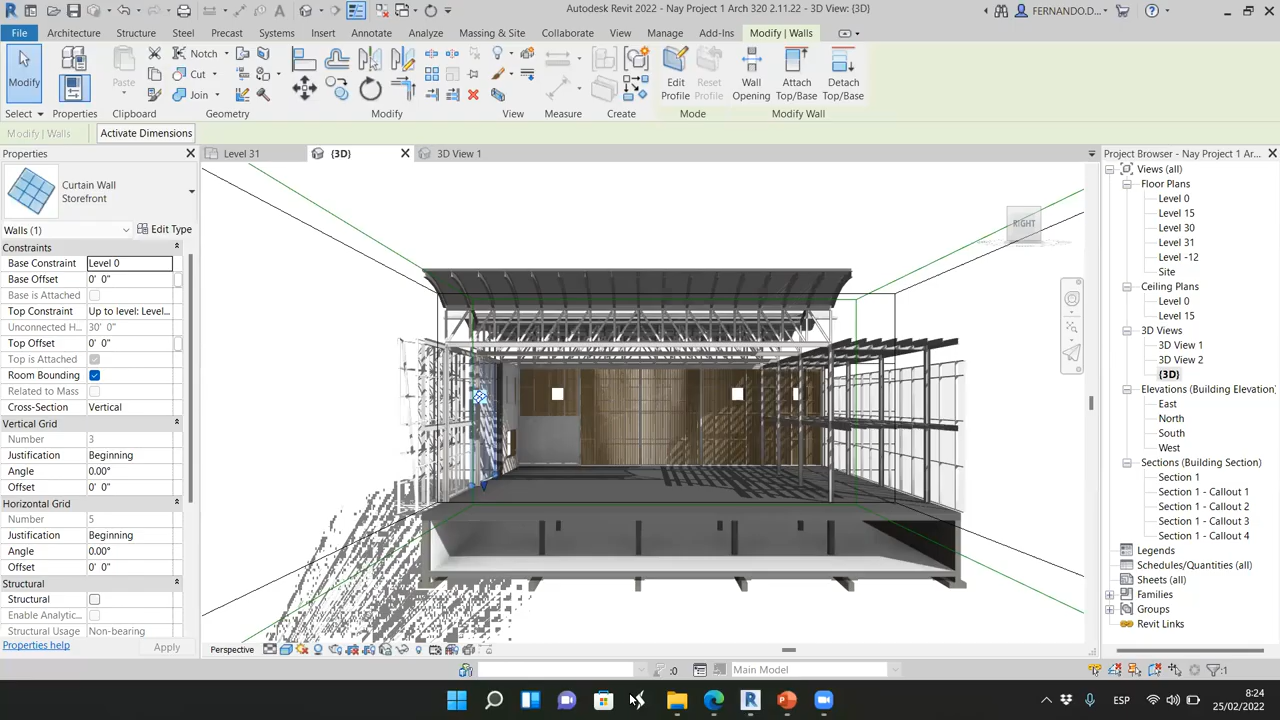 Autodesk Revit 2022 - Nay Project 1 Arch 320 2.11.22 - 3D View: {3D}
FERNANDO.D...
File Architecture Structure Steel Precast Systems Insert Annotate Analyze Massing & Site Collaborate View Manage Add-Ins Modify | Walls
Modify
Paste
Notch
Cut
Join
Edit Profile
Reset Profile
Wall Opening
Attach Top/Base
Detach Top/Base
Select Properties Clipboard Geometry Modify View Measure Create Mode Modify Wall
Modify | Walls Activate Dimensions
Properties
Level 31 {3D} 3D View 1
Curtain Wall
Storefront
Walls (1) Edit Type
Constraints
Base Constraint Level 0
Base Offset 0' 0"
Base is Attached
Top Constraint Up to level: Level...
Unconnected H... 30' 0"
Top Offset 0' 0"
Top is Attached
Room Bounding
Related to Mass
Cross-Section Vertical
Vertical Grid
Number 3
Justification Beginning
Angle 0.00°
Offset 0' 0"
Horizontal Grid
Number 5
Justification Beginning
Angle 0.00°
Offset 0' 0"
Structural
Structural
Enable Analytic...
Structural Usage Non-bearing
Properties help Apply
RIGHT
Project Browser - Nay Project 1 Ar...
Views (all)
Floor Plans
Level 0
Level 15
Level 30
Level 31
Level -12
Site
Ceiling Plans
Level 0
Level 15
3D Views
3D View 1
3D View 2
{3D}
Elevations (Building Elevation)
East
North
South
West
Sections (Building Section)
Section 1
Section 1 - Callout 1
Section 1 - Callout 2
Section 1 - Callout 3
Section 1 - Callout 4
Legends
Schedules/Quantities (all)
Sheets (all)
Families
Groups
Revit Links
Perspective
:0 Main Model :1
ESP 8:24
25/02/2022